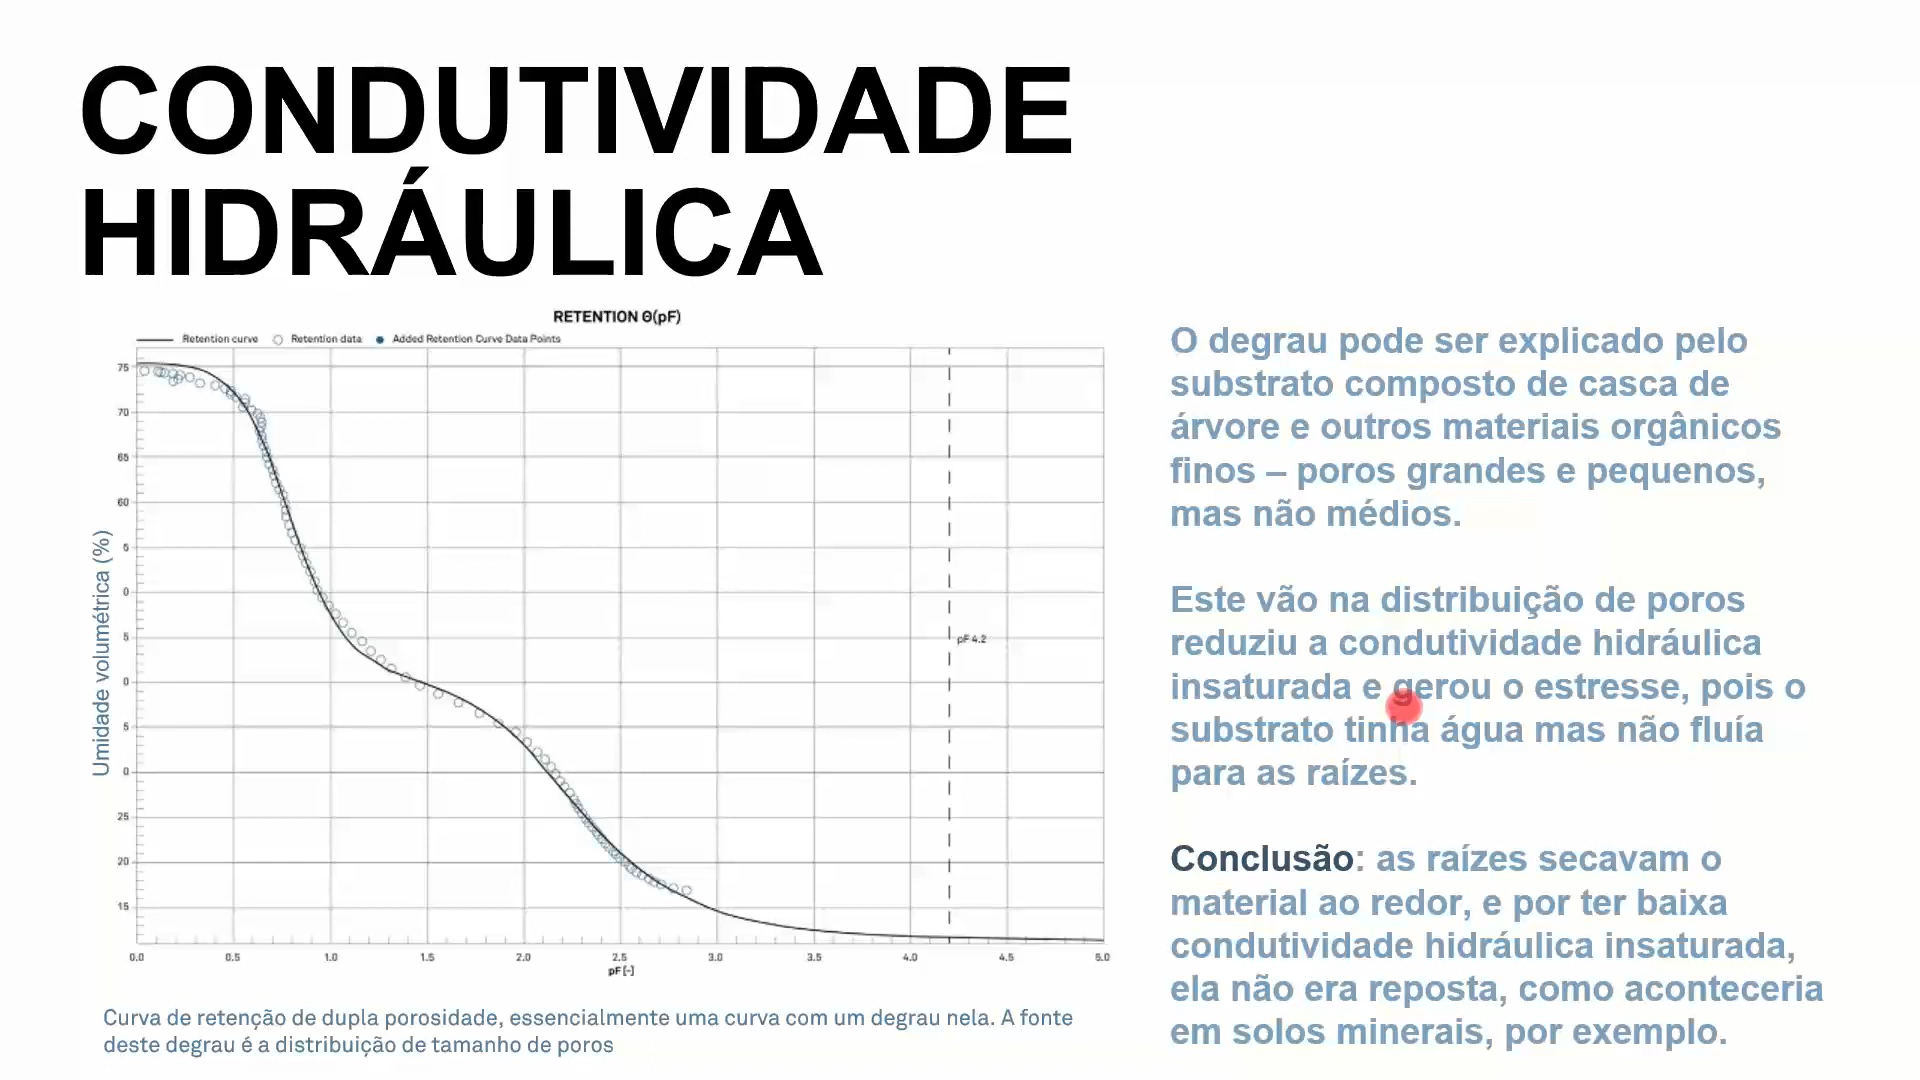 CONDUTIVIDADE
HIDRÁULICA
RETENTION Θ(pF)
Retention curve Retention data Added Retention Curve Data Points
75
70
65
60
5
0
5
0
5
0
25
20
15
Umidade volumétrica (%)
pF 4.2
0.0 0.5 1.0 1.5 2.0 2.5 3.0 3.5 4.0 4.5 5.0
pF [-]
Curva de retenção de dupla porosidade, essencialmente uma curva com um degrau nela. A fonte
deste degrau é a distribuição de tamanho de poros
O degrau pode ser explicado pelo
substrato composto de casca de
árvore e outros materiais orgânicos
finos – poros grandes e pequenos,
mas não médios.
Este vão na distribuição de poros
reduziu a condutividade hidráulica
insaturada e gerou o estresse, pois o
substrato tinha água mas não fluía
para as raízes.
Conclusão: as raízes secavam o
material ao redor, e por ter baixa
condutividade hidráulica insaturada,
ela não era reposta, como aconteceria
em solos minerais, por exemplo.